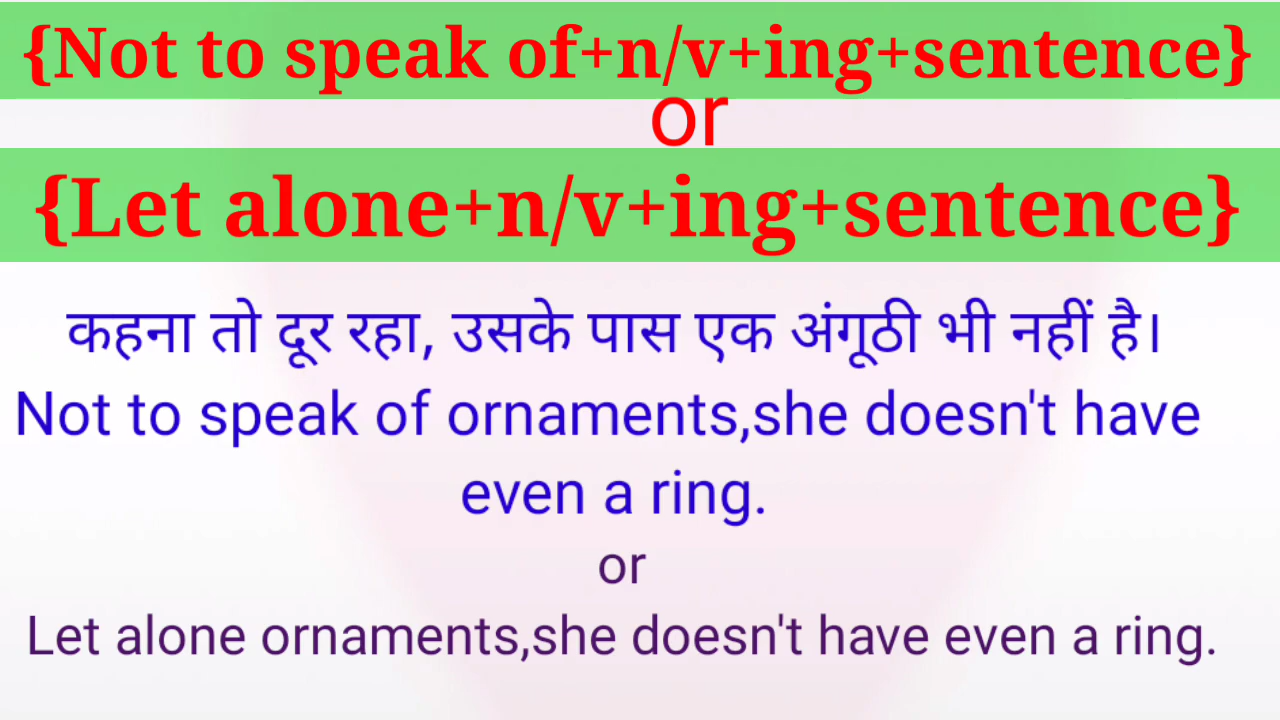 {Not to speak of+n/v+ing+sentence}
or
{Let alone+n/v+ing+sentence}
कहना तो दूर रहा, उसके पास एक अंगूठी भी नहीं है।
Not to speak of ornaments,she doesn't have
even a ring.
or
Let alone ornaments,she doesn't have even a ring.